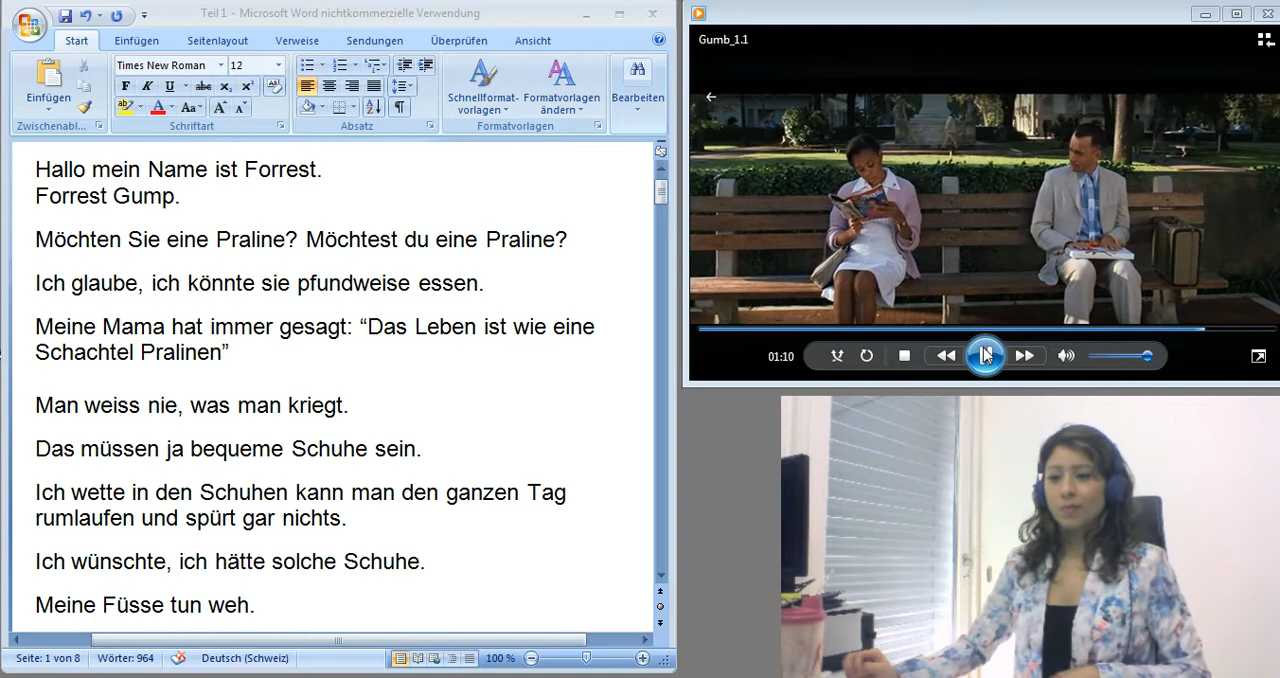 Teil 1 - Microsoft Word nichtkommerzielle Verwendung
Start Einfügen Seitenlayout Verweise Sendungen Überprüfen Ansicht
Einfügen
Zwischenabl...
Times New Roman 12
F K U abc x₂ x²
ab A Aa A A
Schriftart
Absatz
Schnellformat-
vorlagen
Formatvorlagen
ändern
Formatvorlagen
Bearbeiten
Hallo mein Name ist Forrest.
Forrest Gump.
Möchten Sie eine Praline? Möchtest du eine Praline?
Ich glaube, ich könnte sie pfundweise essen.
Meine Mama hat immer gesagt: “Das Leben ist wie eine
Schachtel Pralinen”
Man weiss nie, was man kriegt.
Das müssen ja bequeme Schuhe sein.
Ich wette in den Schuhen kann man den ganzen Tag
rumlaufen und spürt gar nichts.
Ich wünschte, ich hätte solche Schuhe.
Meine Füsse tun weh.
Seite: 1 von 8 Wörter: 964 Deutsch (Schweiz) 100 %
Gumb_1.1
01:10